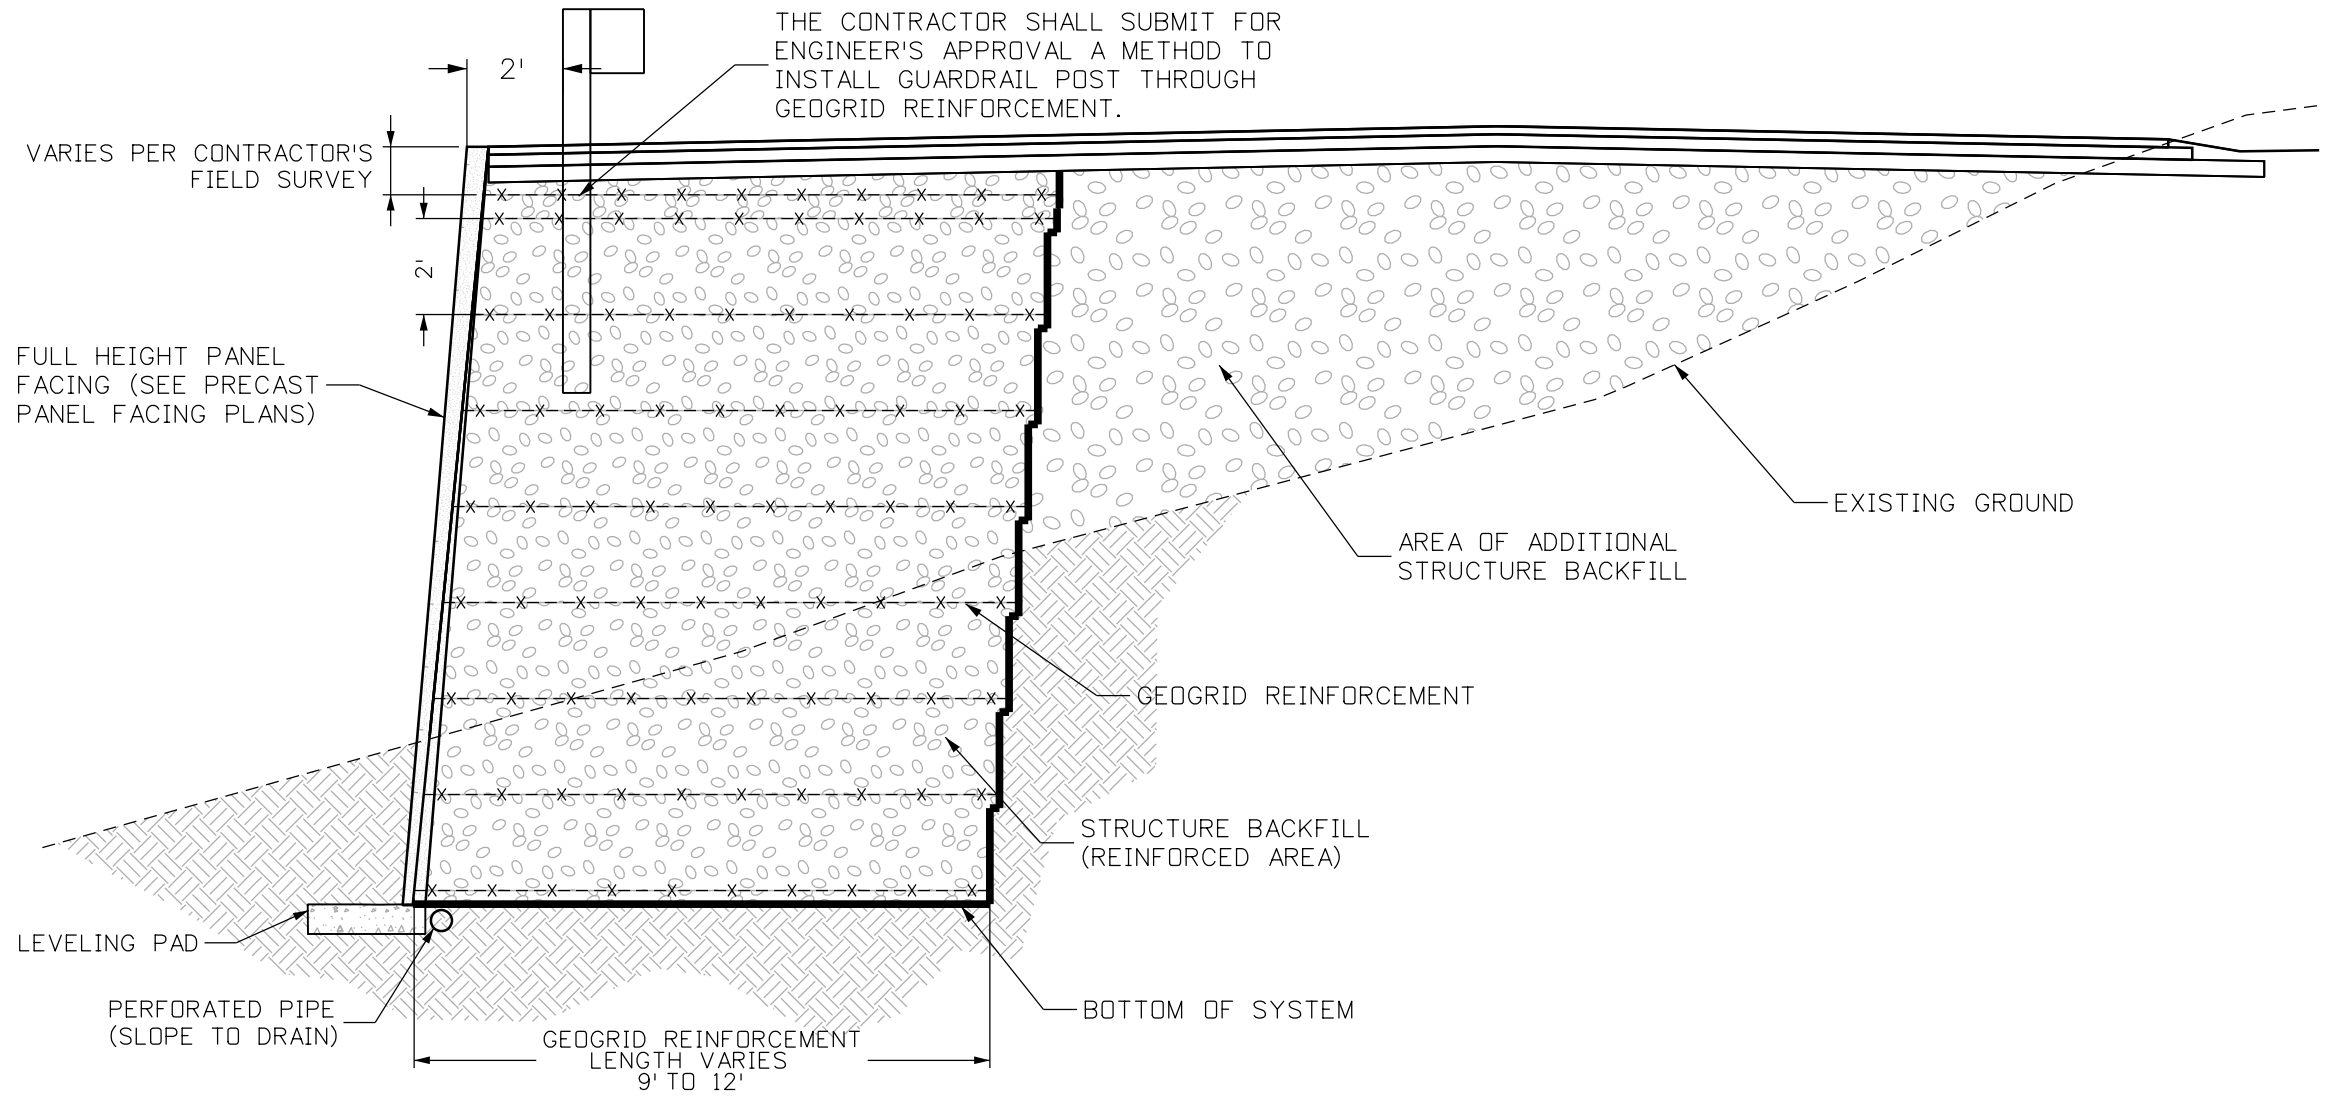 THE CONTRACTOR SHALL SUBMIT FOR
ENGINEER'S APPROVAL A METHOD TO
INSTALL GUARDRAIL POST THROUGH
GEOGRID REINFORCEMENT.
2'
VARIES PER CONTRACTOR'S
FIELD SURVEY
2'
FULL HEIGHT PANEL
FACING (SEE PRECAST
PANEL FACING PLANS)
EXISTING GROUND
AREA OF ADDITIONAL
STRUCTURE BACKFILL
GEOGRID REINFORCEMENT
STRUCTURE BACKFILL
(REINFORCED AREA)
LEVELING PAD
PERFORATED PIPE
(SLOPE TO DRAIN)
BOTTOM OF SYSTEM
GEOGRID REINFORCEMENT
LENGTH VARIES
9' TO 12'